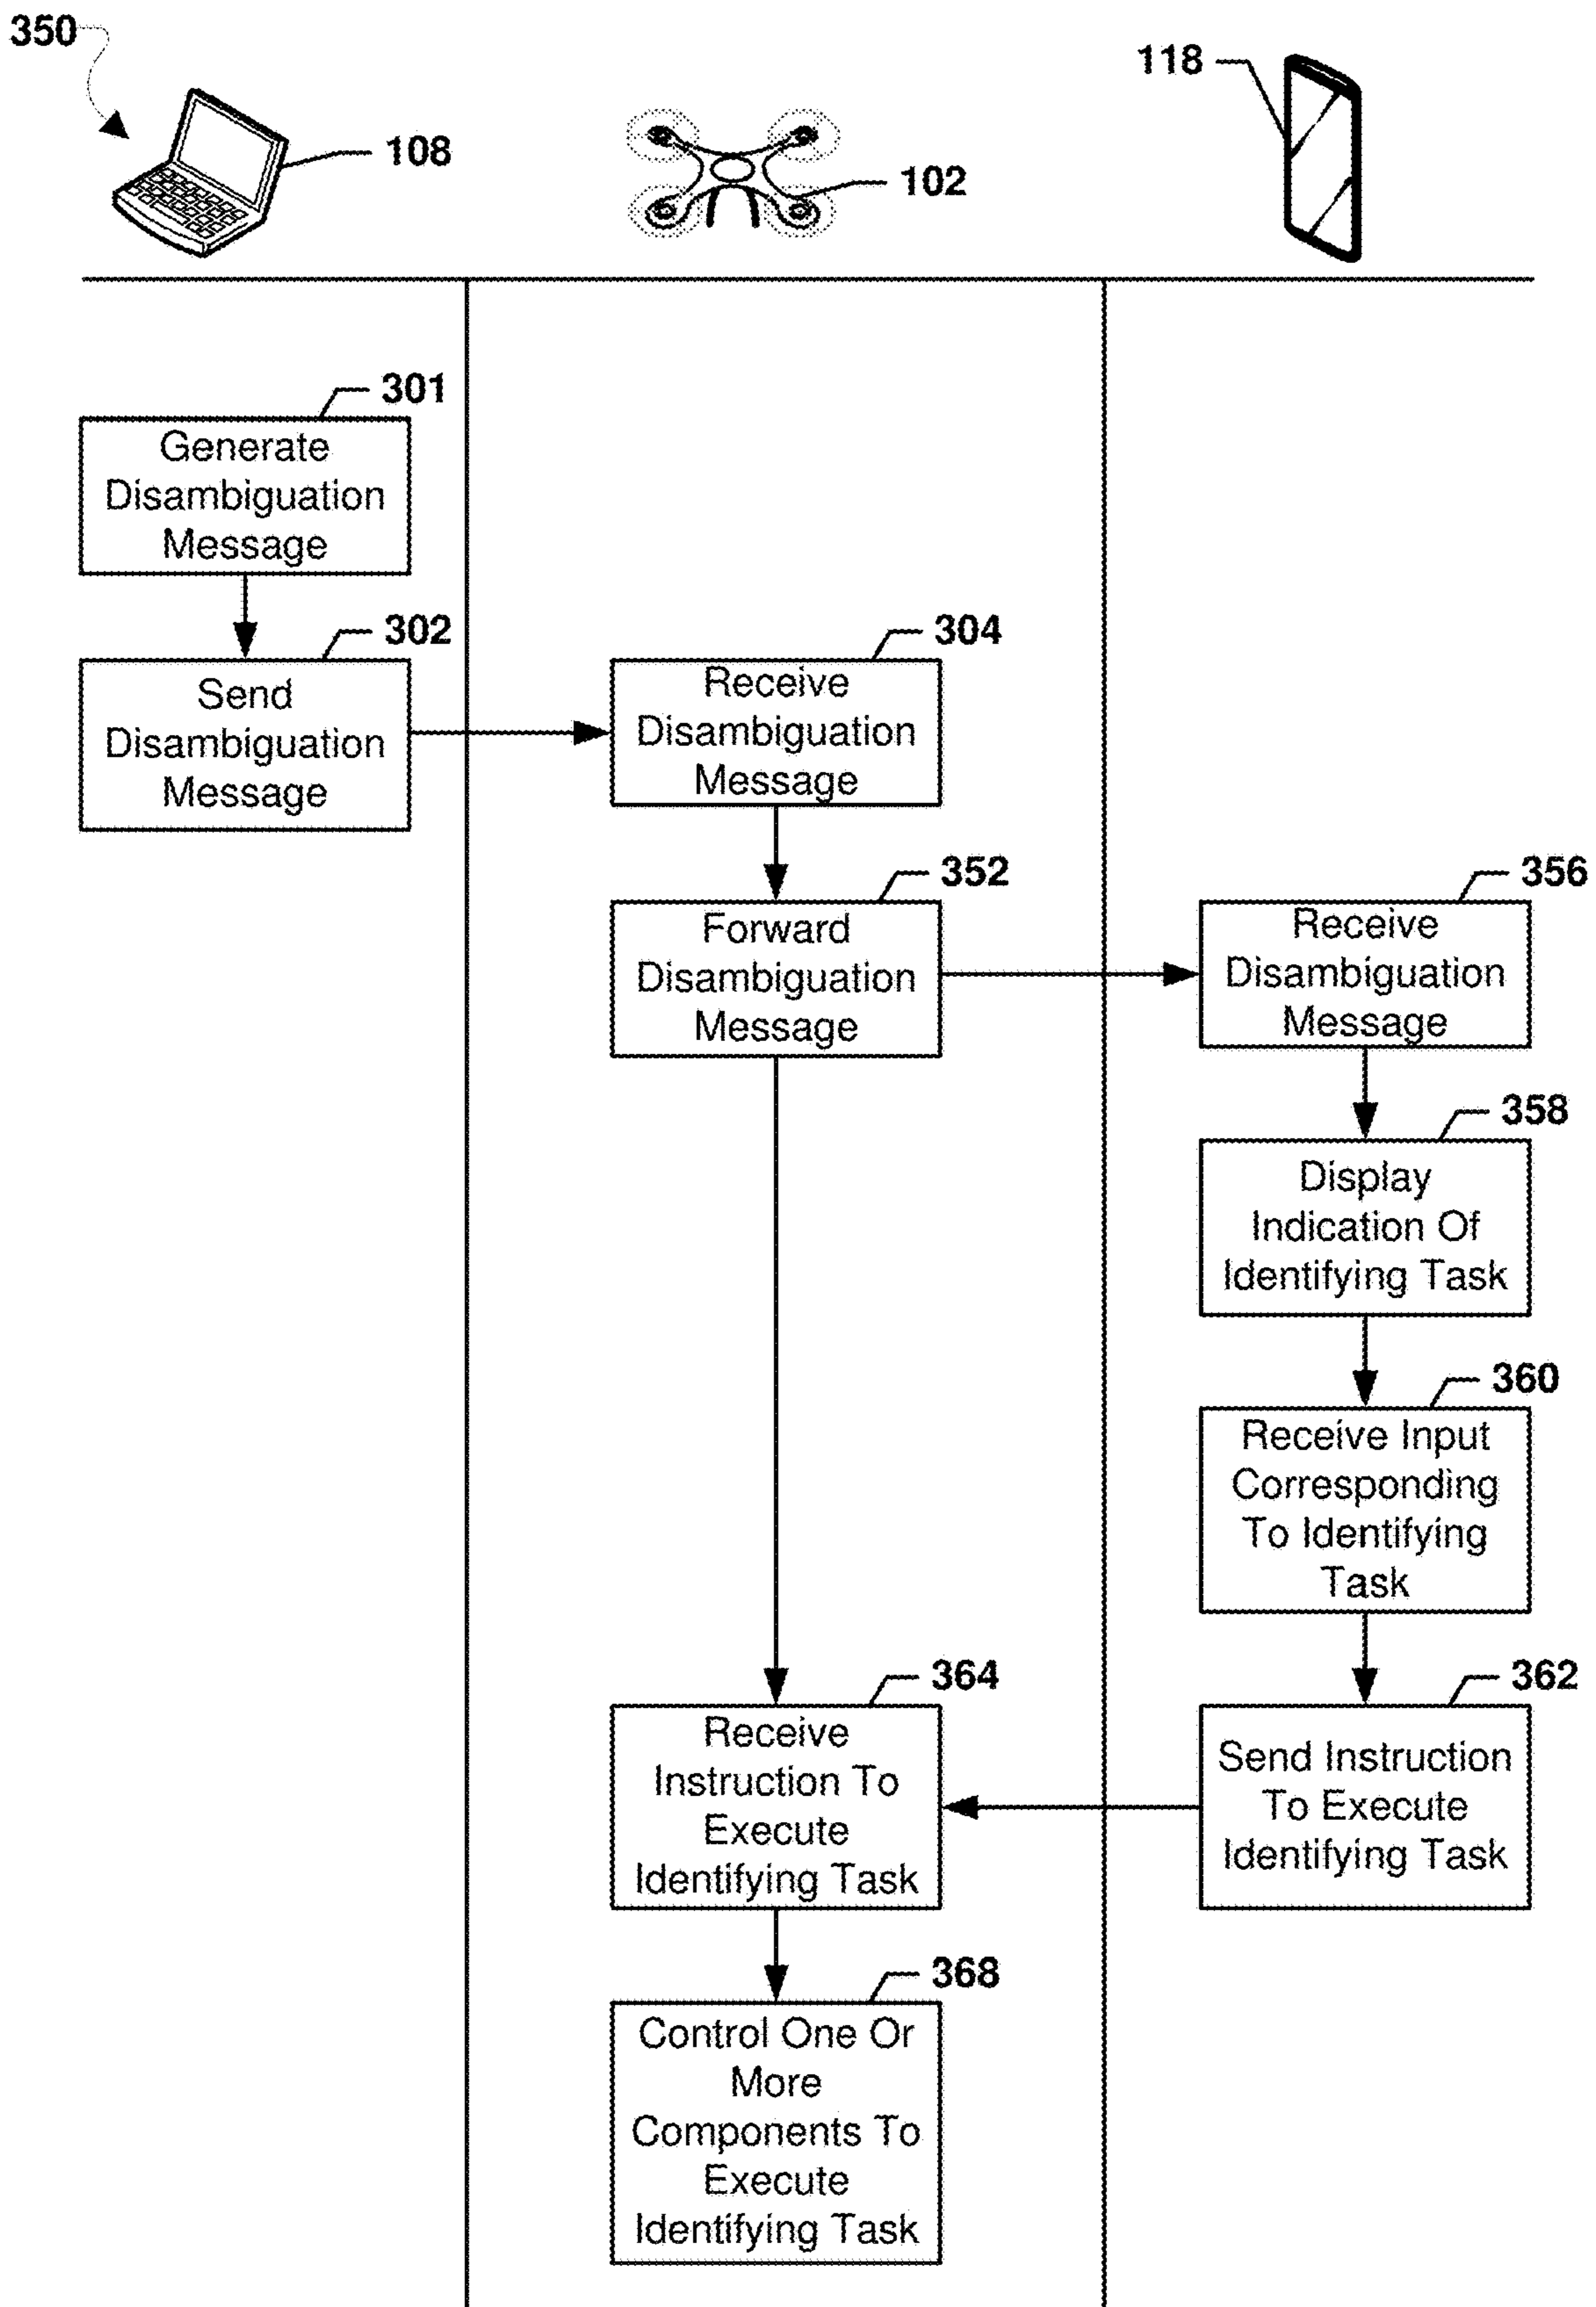 350
108
102
118
301
Generate
Disambiguation
Message
302
Send
Disambiguation
Message
304
Receive
Disambiguation
Message
352
Forward
Disambiguation
Message
356
Receive
Disambiguation
Message
358
Display
Indication Of
Identifying Task
360
Receive Input
Corresponding
To Identifying
Task
362
Send Instruction
To Execute
Identifying Task
364
Receive
Instruction To
Execute
Identifying Task
368
Control One Or
More
Components To
Execute
Identifying Task